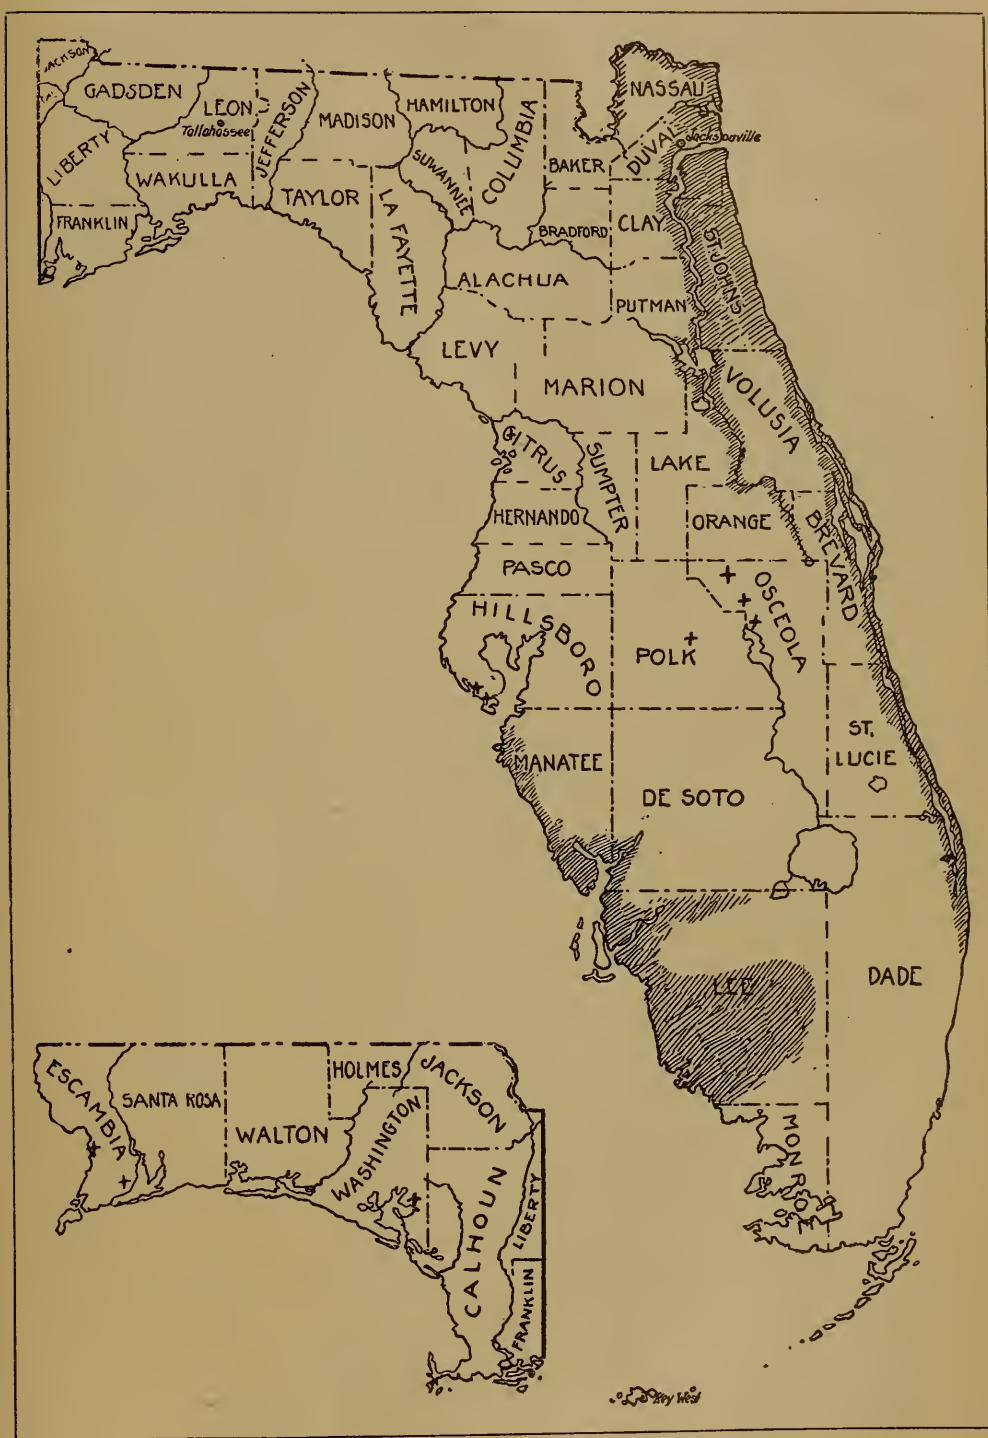 JACKSON
GADSDEN
LEON
Tallahassee
JEFFERSON
MADISON
HAMILTON
COLUMBIA
NASSAU
DUVAL
Jacksonville
BAKER
SUWANNEE
LIBERTY
WAKULLA
TAYLOR
LA FAYETTE
FRANKLIN
BRADFORD
CLAY
ST. JOHNS
ALACHUA
PUTMAN
LEVY
MARION
VOLUSIA
CITRUS
SUMPTER
LAKE
HERNANDO
ORANGE
BREVARD
PASCO
OSCEOLA
HILLSBORO
POLK
MANATEE
DE SOTO
ST.
LUCIE
LEE
DADE
MONROE
ESCAMBIA
SANTA ROSA
WALTON
HOLMES
JACKSON
WASHINGTON
CALHOUN
LIBERTY
FRANKLIN
Key West